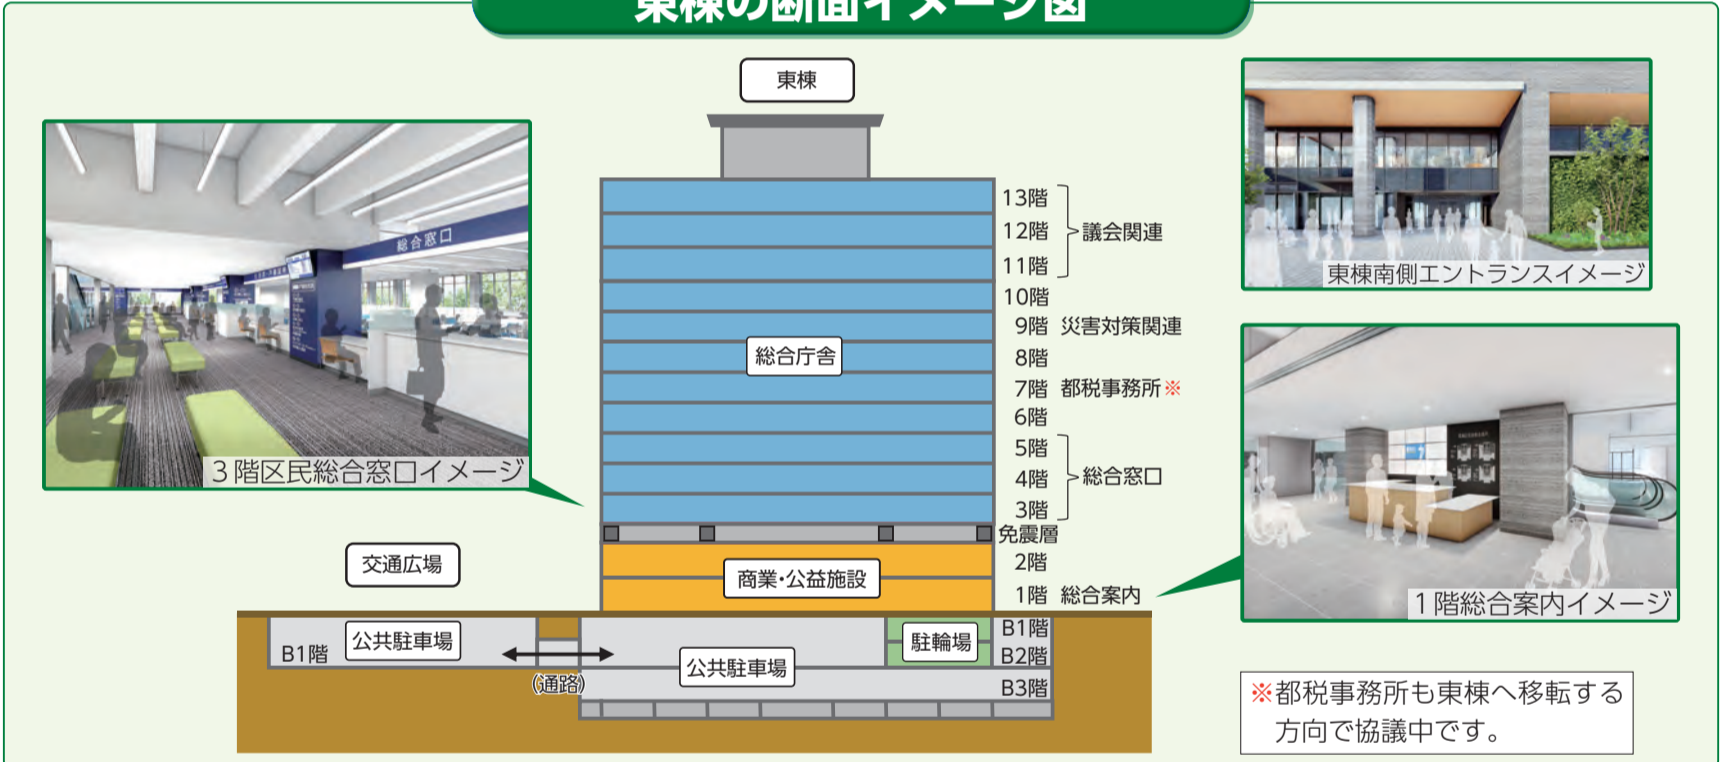 東棟の断面イメージ図
東棟
総合窓口
3階区民総合窓口イメージ
13階
12階
11階
議会関連
10階
9階 災害対策関連
8階
7階 都税事務所※
6階
5階
4階
3階
総合窓口
免震層
2階
1階 総合案内
総合庁舎
商業・公益施設
交通広場
公共駐車場
B1階
(通路)
公共駐車場
駐輪場
B1階
B2階
B3階
東棟南側エントランスイメージ
1階総合案内イメージ
※都税事務所も東棟へ移転する
方向で協議中です。